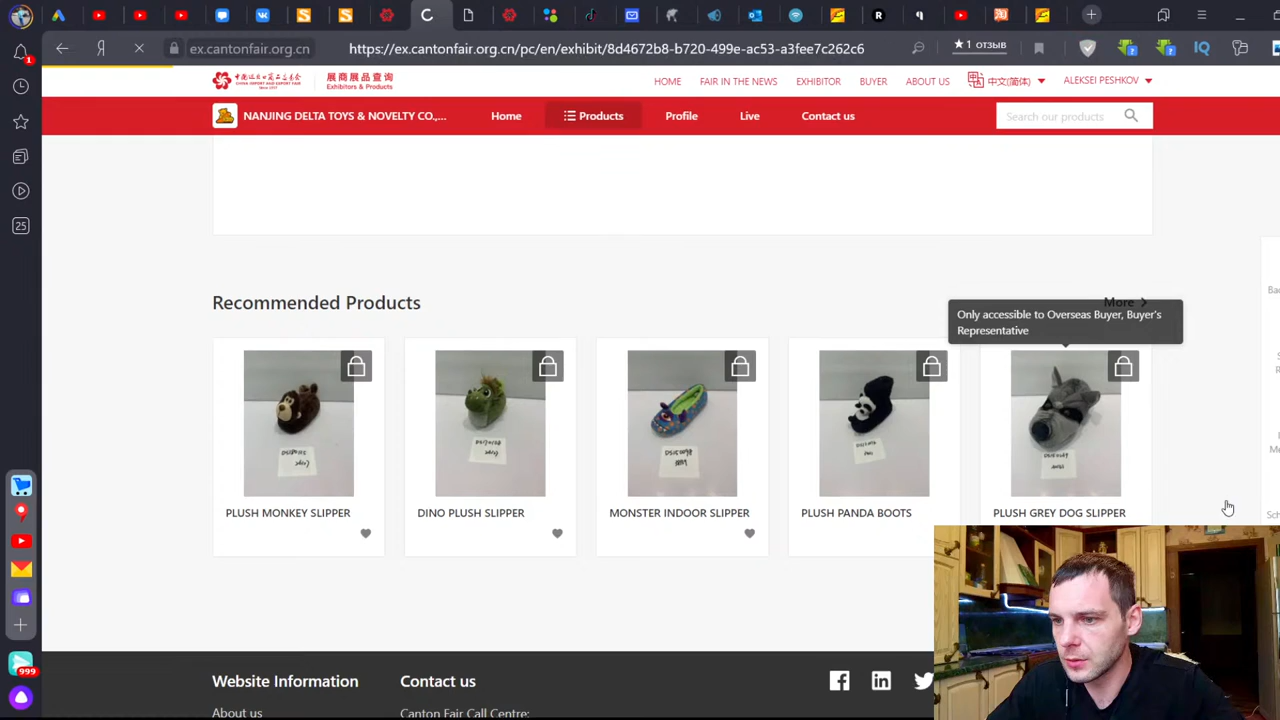 ex.cantonfair.org.cn
https://ex.cantonfair.org.cn/pc/en/exhibit/8d4672b8-b720-499e-ac53-a3fee7c262c6
★ 1 отзыв
展商展品查询
Exhibitors & Products
HOME
FAIR IN THE NEWS
EXHIBITOR
BUYER
ABOUT US
中文(简体)
ALEKSEI PESHKOV
NANJING DELTA TOYS & NOVELTY CO.,...
Home
Products
Profile
Live
Contact us
Search our products
1
25
Recommended Products
More
Only accessible to Overseas Buyer, Buyer's
Representative
PLUSH MONKEY SLIPPER
DINO PLUSH SLIPPER
MONSTER INDOOR SLIPPER
PLUSH PANDA BOOTS
PLUSH GREY DOG SLIPPER
999
Website Information
Contact us
About us
Canton Fair Call Centre: